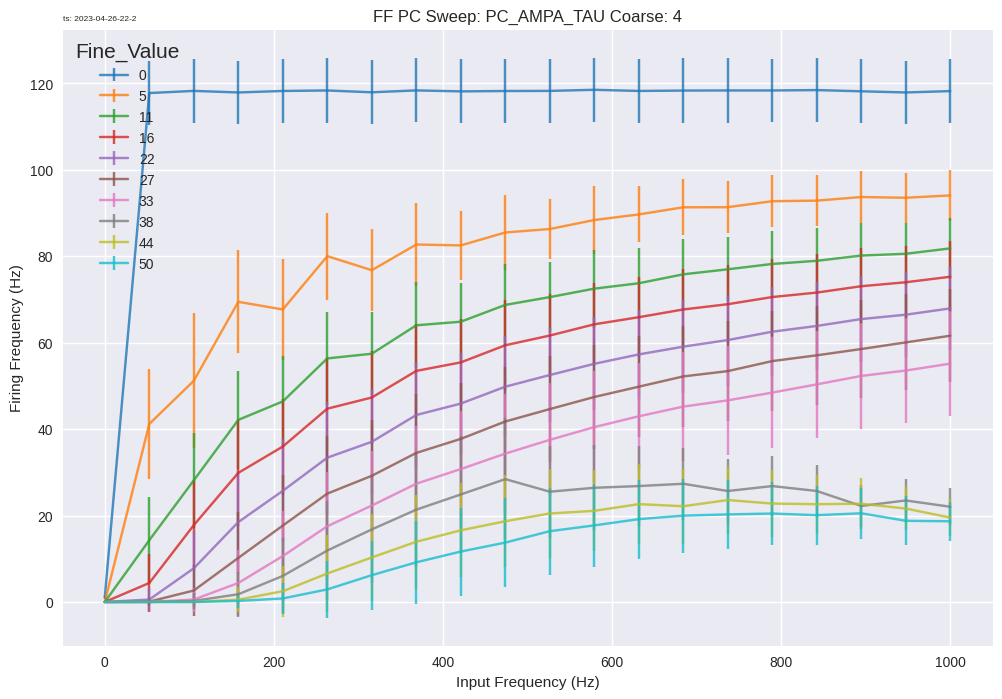 ts: 2023-04-26-22-2
FF PC Sweep: PC_AMPA_TAU Coarse: 4
Fine_Value
0
5
11
16
22
27
33
38
44
50
Firing Frequency (Hz)
120
100
80
60
40
20
0
0 200 400 600 800 1000
Input Frequency (Hz)